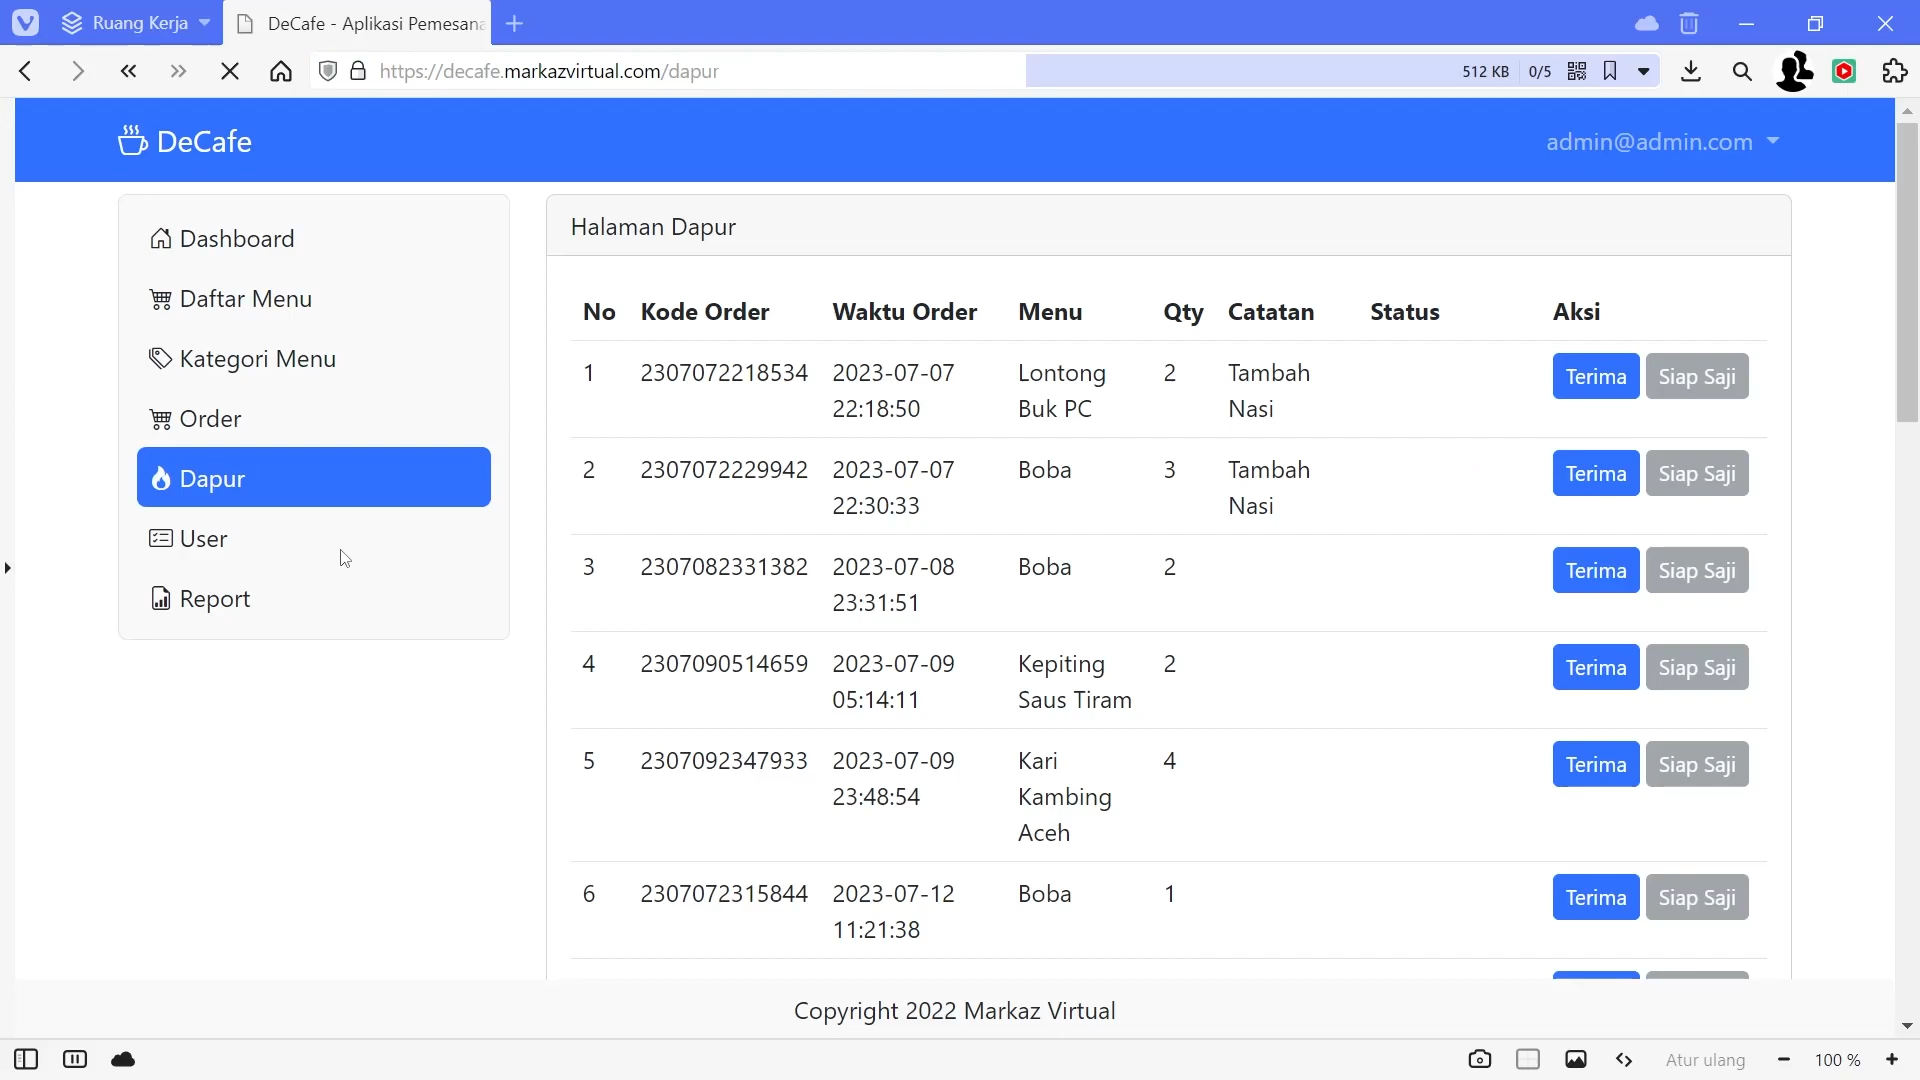 Ruang Kerja
DeCafe - Aplikasi Pemesana
https://decafe.markazvirtual.com/dapur
512 KB 0/5
DeCafe
admin@admin.com
Dashboard
Daftar Menu
Kategori Menu
Order
Dapur
User
Report
Halaman Dapur
No Kode Order Waktu Order Menu Qty Catatan Status Aksi
1 2307072218534 2023-07-07 Lontong 2 Tambah Terima Siap Saji
22:18:50 Buk PC Nasi
2 2307072229942 2023-07-07 Boba 3 Tambah Terima Siap Saji
22:30:33 Nasi
3 2307082331382 2023-07-08 Boba 2 Terima Siap Saji
23:31:51
4 2307090514659 2023-07-09 Kepiting 2 Terima Siap Saji
05:14:11 Saus Tiram
5 2307092347933 2023-07-09 Kari 4 Terima Siap Saji
23:48:54 Kambing
Aceh
6 2307072315844 2023-07-12 Boba 1 Terima Siap Saji
11:21:38
Copyright 2022 Markaz Virtual
Atur ulang 100 %